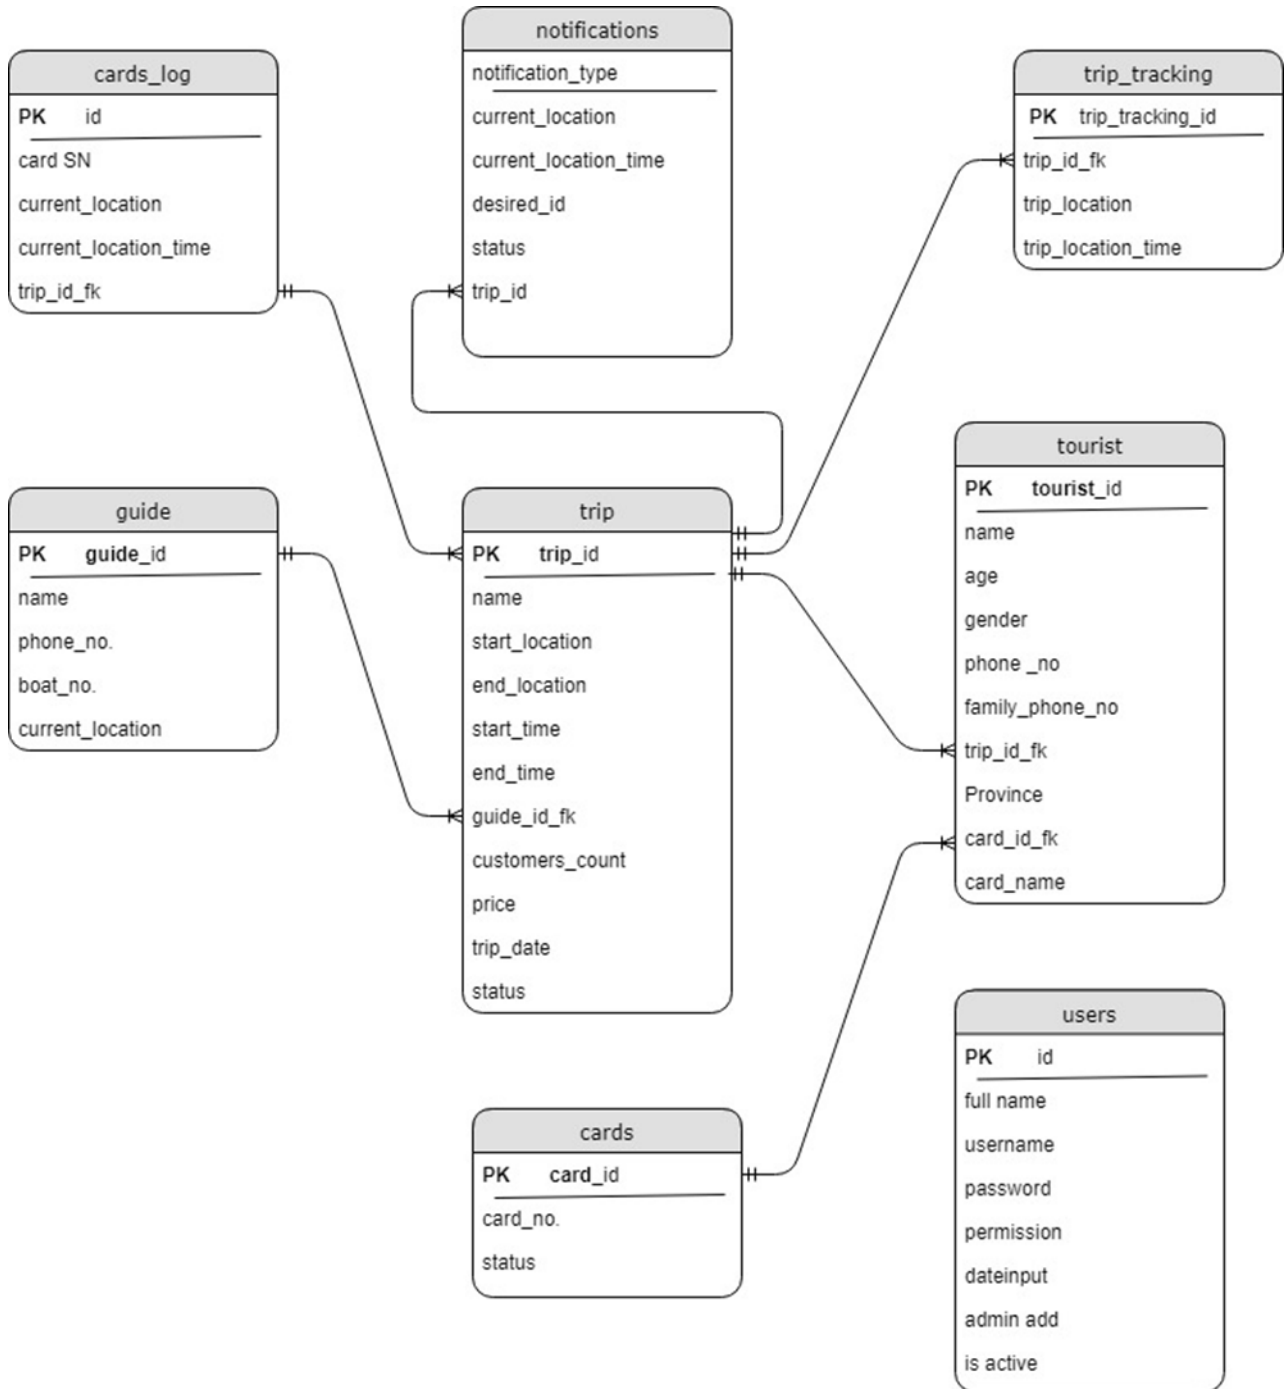 cards_log
PK id
card SN
current_location
current_location_time
trip_id_fk
notifications
notification_type
current_location
current_location_time
desired_id
status
trip_id
trip_tracking
PK trip_tracking_id
trip_id_fk
trip_location
trip_location_time
guide
PK guide_id
name
phone_no.
boat_no.
current_location
trip
PK trip_id
name
start_location
end_location
start_time
end_time
guide_id_fk
customers_count
price
trip_date
status
tourist
PK tourist_id
name
age
gender
phone _no
family_phone_no
trip_id_fk
Province
card_id_fk
card_name
cards
PK card_id
card_no.
status
users
PK id
full name
username
password
permission
dateinput
admin add
is active